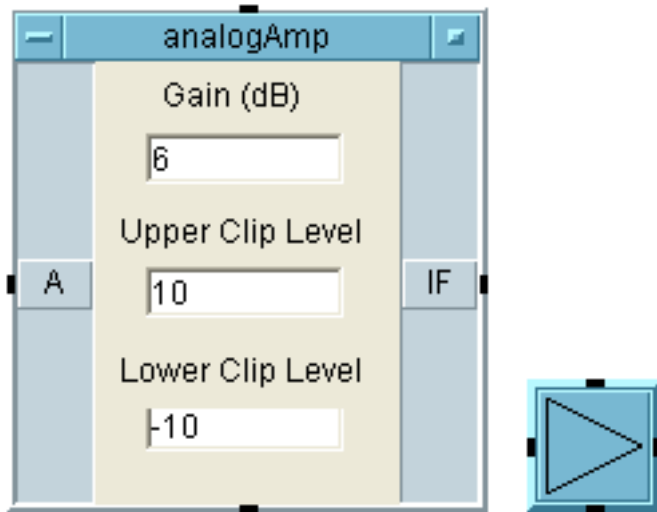 analogAmp
Gain (dB)
6
Upper Clip Level
A
10
IF
Lower Clip Level
-10